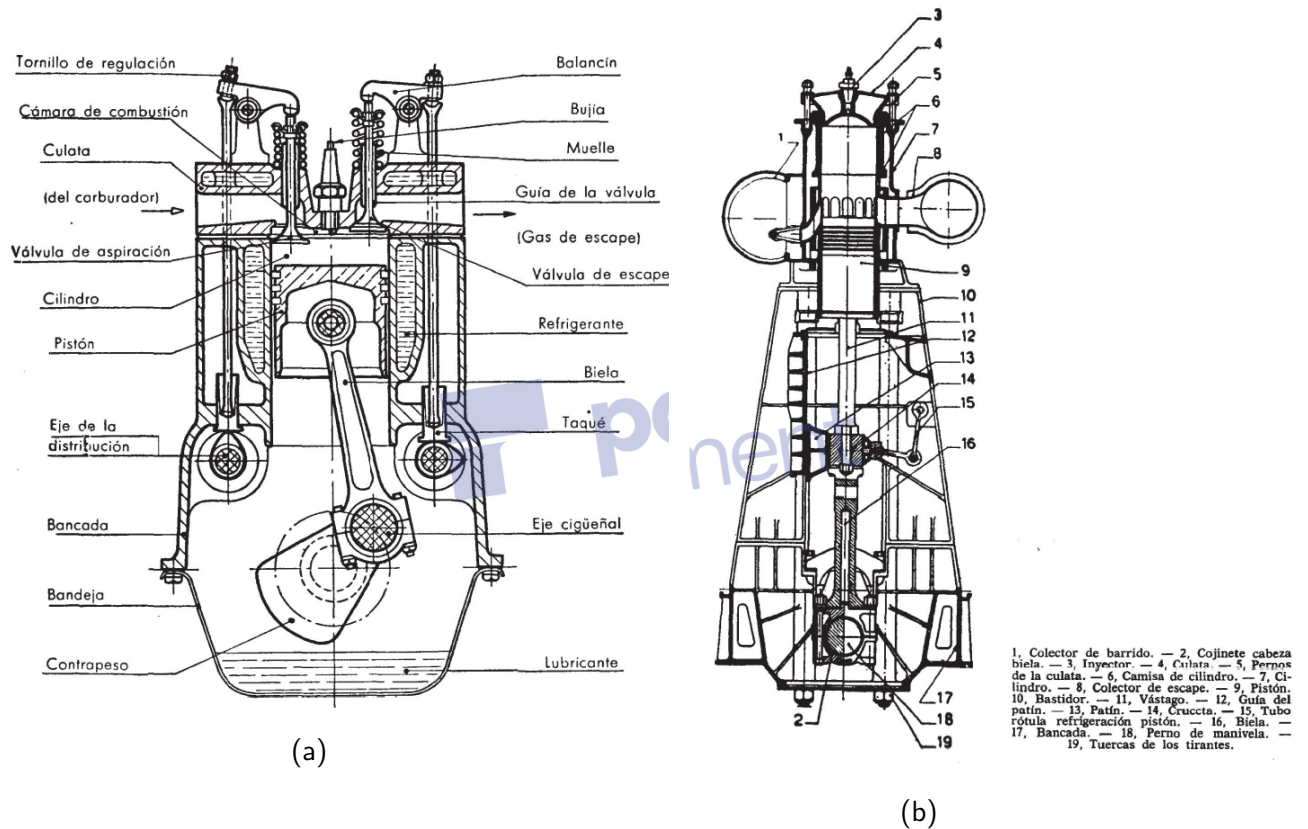 Tornillo de regulación
Cámara de combustión
Culata
(del carburador)
Válvula de aspiración
Cilindro
Pistón
Eje de la
distribución
Bancada
Bandeja
Contrapeso
Balancín
Bujía
Muelle
Guía de la válvula
(Gas de escape)
Válvula de escape
Refrigerante
Biela
Taqué
Eje cigüeñal
Lubricante
(a)
3
4
5
6
7
1
8
9
10
11
12
13
14
15
16
17
2
18
19
1, Colector de barrido. — 2, Cojinete cabeza
biela. — 3, Inyector. — 4, Culata. — 5, Pernos
de la culata. — 6, Camisa de cilindro. — 7, Ci-
lindro. — 8, Colector de escape. — 9, Pistón.
10, Bastidor. — 11, Vástago. — 12, Guía del
patín. — 13, Patín. — 14, Cruceta. — 15, Tubo
rótula refrigeración pistón. — 16, Biela. —
17, Bancada. — 18, Perno de manivela. —
19, Tuercas de los tirantes.
(b)